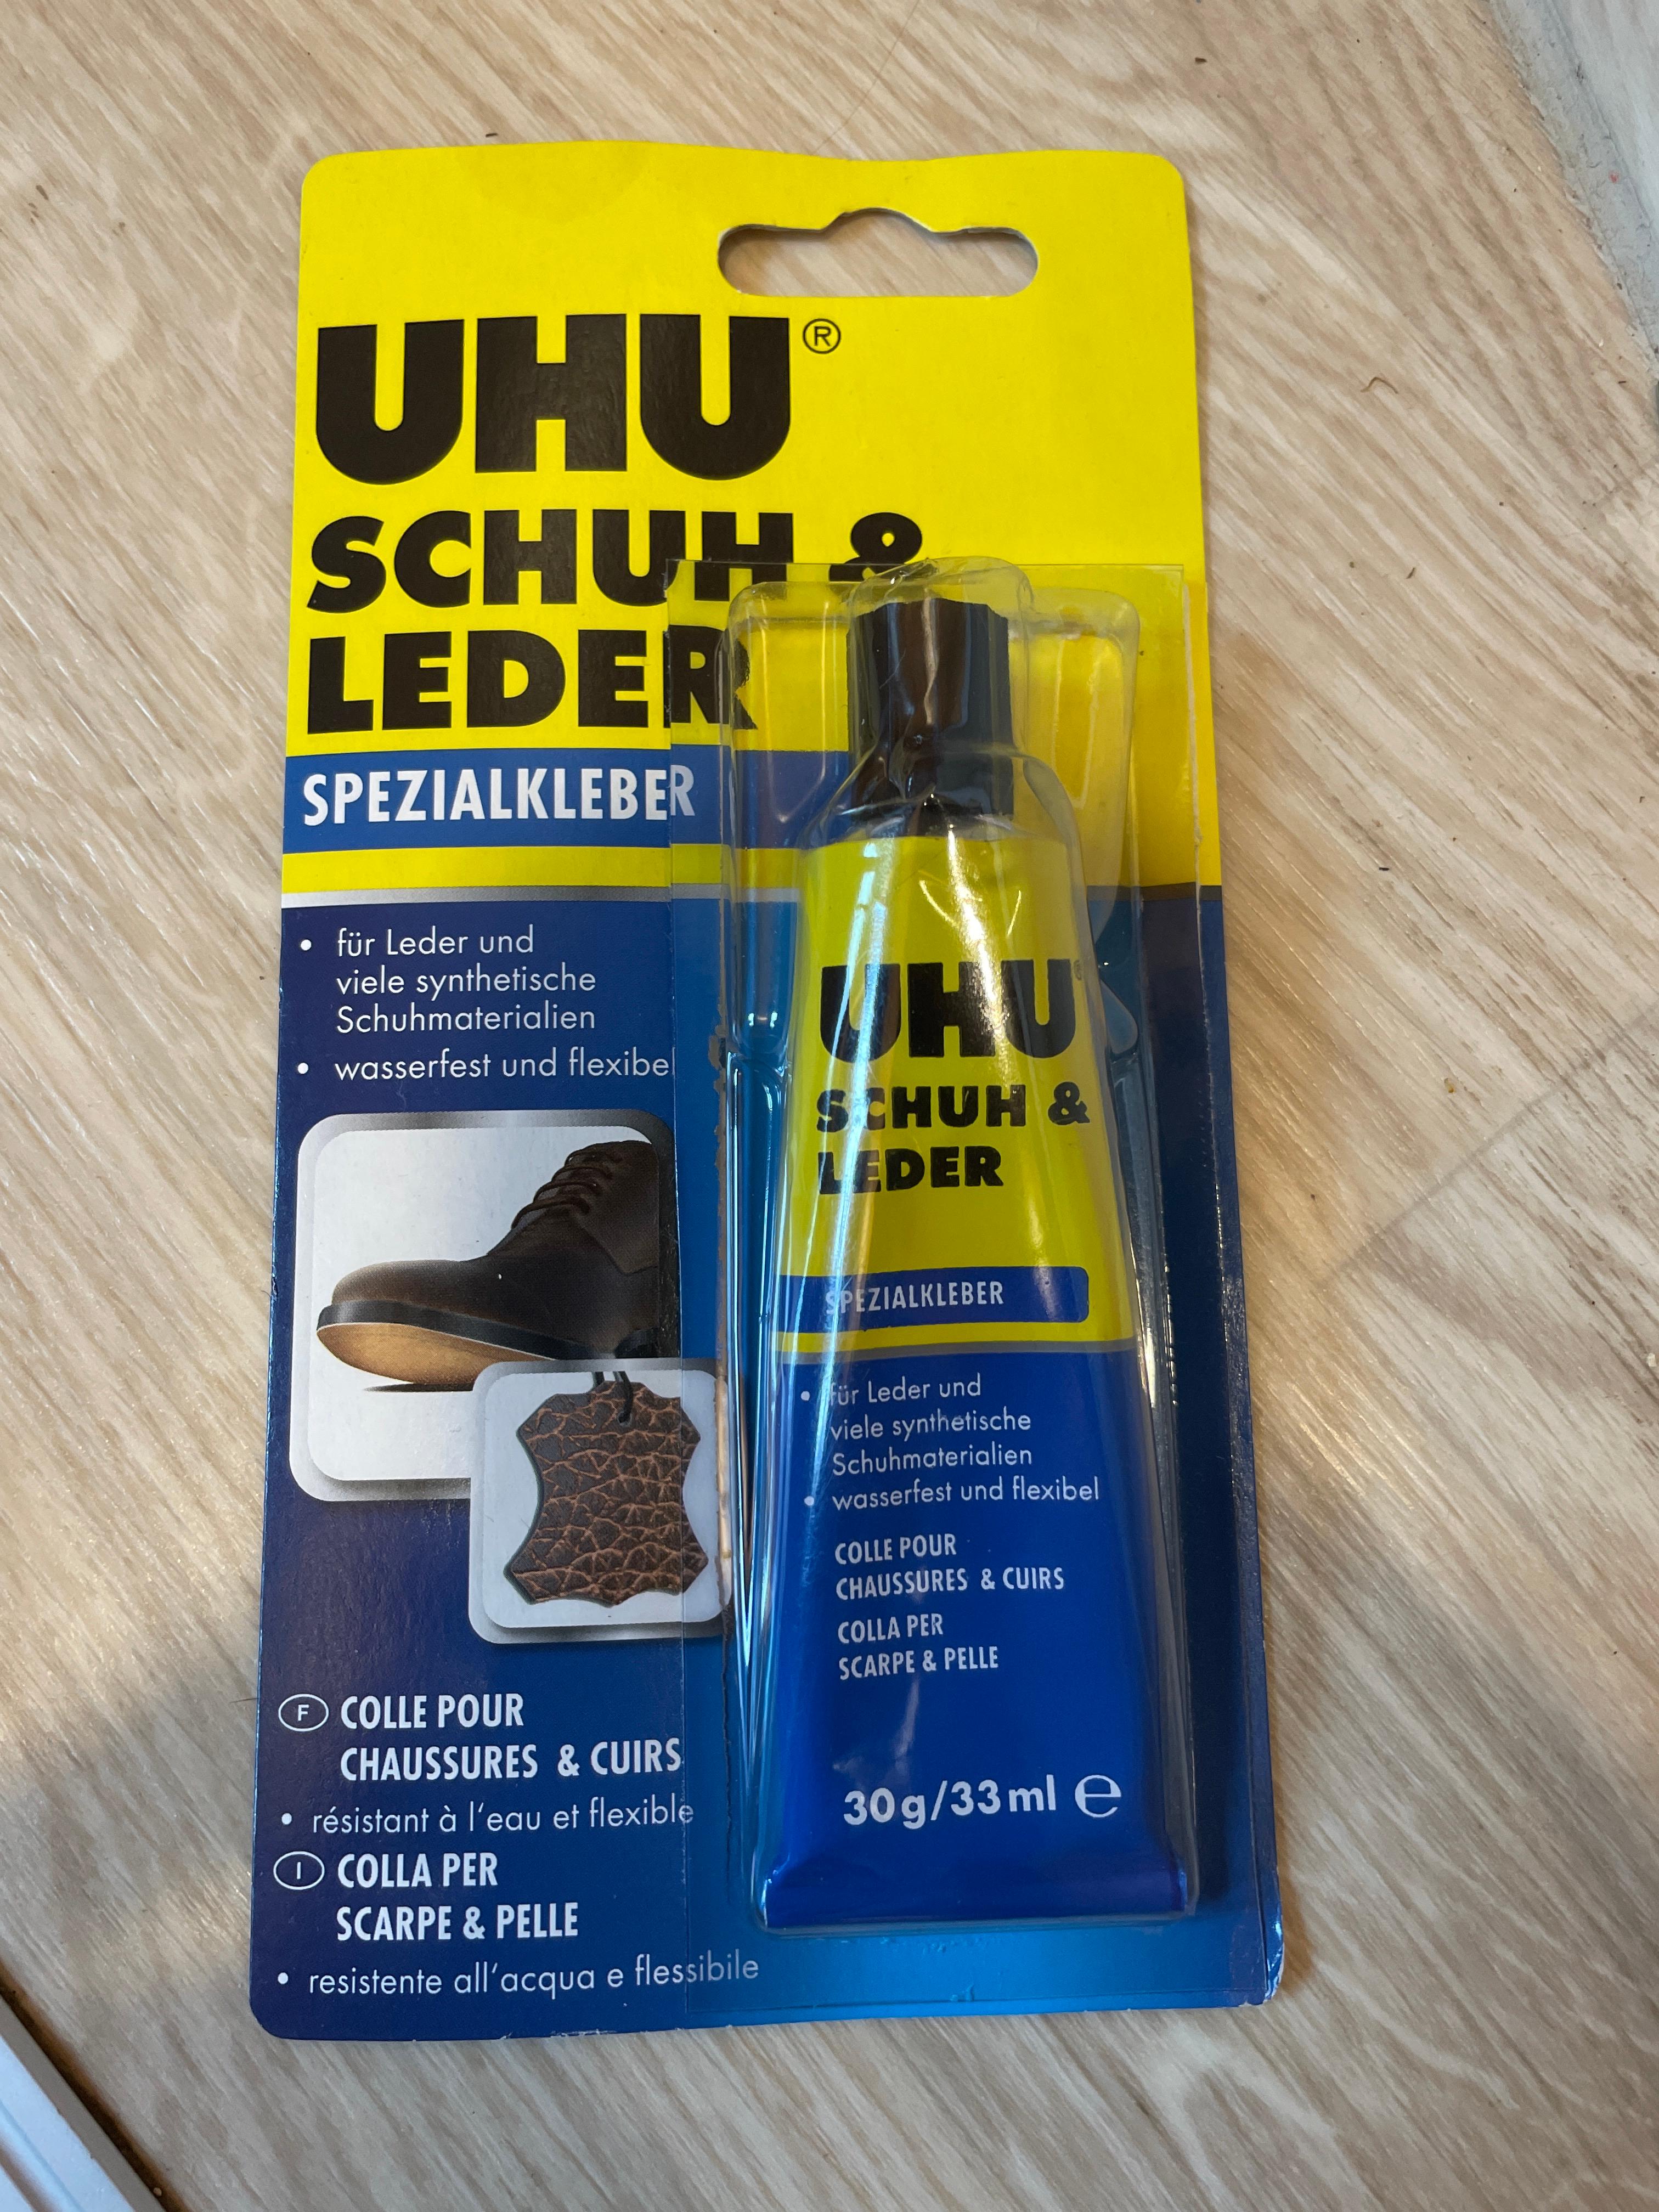 UHU®
SCHUH &
LEDER
SPEZIALKLEBER
• für Leder und
viele synthetische
Schuhmaterialien
• wasserfest und flexibel
F COLLE POUR
CHAUSSURES & CUIRS
• résistant à l'eau et flexible
I COLLA PER
SCARPE & PELLE
• resistente all'acqua e flessibile
UHU®
SCHUH &
LEDER
SPEZIALKLEBER
• für Leder und
viele synthetische
Schuhmaterialien
• wasserfest und flexibel
COLLE POUR
CHAUSSURES & CUIRS
COLLA PER
SCARPE & PELLE
30g/33ml ℮